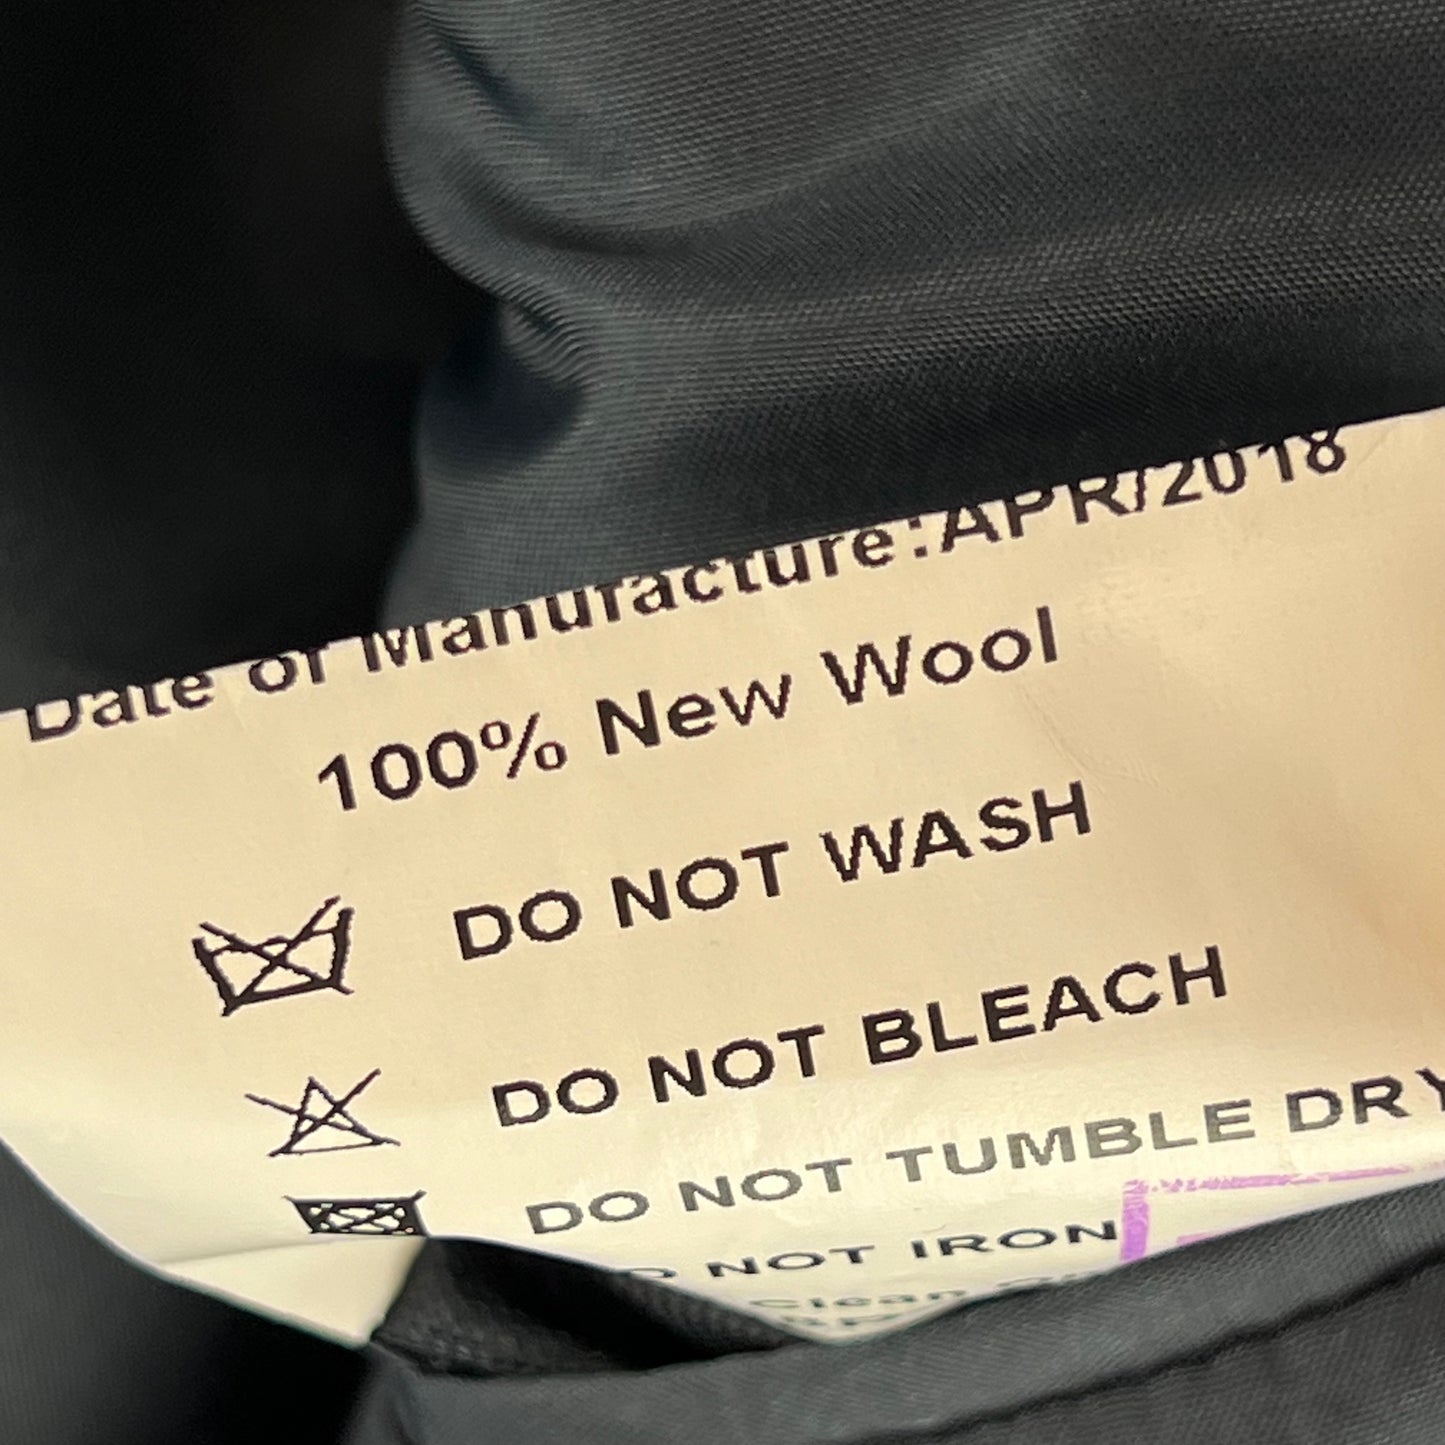 Date of Manufacture:APR/2018
100% New Wool
DO NOT WASH
DO NOT BLEACH
DO NOT TUMBLE DRY
NOT IRON
Clean